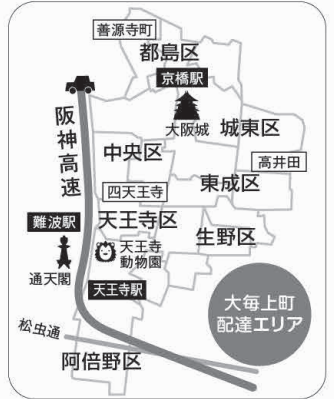 善源寺町
都島区
京橋駅
大阪城
城東区
阪神高速
中央区
高井田
東成区
四天王寺
天王寺区
生野区
難波駅
通天閣
天王寺
動物園
天王寺駅
大毎上町
配達エリア
松虫通
阿倍野区